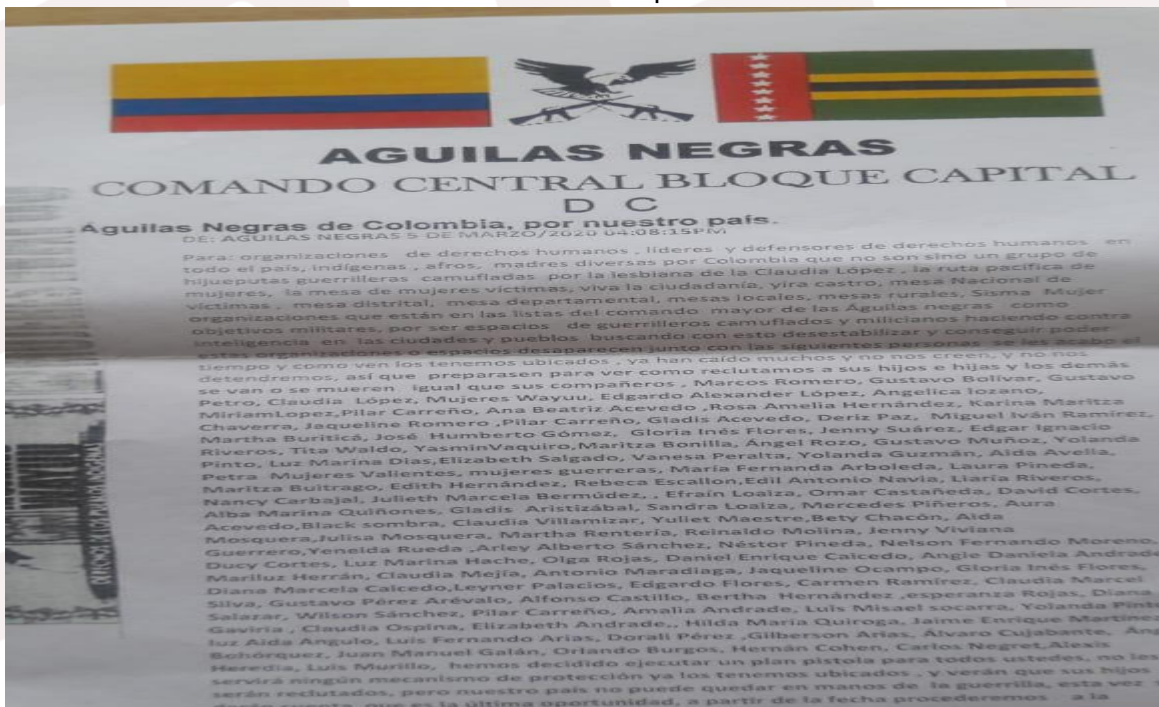 AGUILAS NEGRAS
COMANDO CENTRAL BLOQUE CAPITAL
D C
Águilas Negras de Colombia, por nuestro país.
DE: AGUILAS NEGRAS 5 DE MARZO/2020 04:08:15PM
Para: organizaciones de derechos humanos , líderes y defensores de derechos humanos en
todo el país, indígenas , afros, madres diversas por Colombia que no son sino un grupo de
hijueputas guerrilleras camufladas por la lesbiana de la Claudia López , la ruta pacifica de
mujeres, la mesa de mujeres victimas, viva la ciudadanía, yira castro, mesa Nacional de
victimas , mesa distrital, mesa departamental, mesas locales, mesas rurales, Sisma Mujer
organizaciones que están en las listas del comando mayor de las Águilas negras como
objetivos militares, por ser espacios de guerrilleros camuflados y milicianos haciendo contra
inteligencia en las ciudades y pueblos buscando con esto desestabilizar y conseguir poder
estas organizaciones o espacios desaparecen junto con las siguientes personas se les acabo el
tiempo y como ven los tenemos ubicados , ya han caído muchos y no nos creen, y no nos
detendremos, así que preparasen para ver como reclutamos a sus hijos e hijas y los demás
se van o se mueren igual que sus compañeros , Marcos Romero, Gustavo Bolívar, Gustavo
Petro, Claudia López, Mujeres Wayuu, Edgardo Alexander López, Angelica lozano,
MiriamLopez,Pilar Carreño, Ana Beatriz Acevedo ,Rosa Amelia Hernández, Karina Maritza
Chaverra, Jaqueline Romero ,Pilar Carreño, Gladis Acevedo, Deriz Paz, Miguel Iván Ramírez,
Martha Buriticá, José Humberto Gómez, Gloria Inés Flores, Jenny Suárez, Edgar Ignacio
Riveros, Tita Waldo, YasminVaquiro,Maritza Bonilla, Ángel Rozo, Gustavo Muñoz, Yolanda
Pinto, Luz Marina Dias,Elizabeth Salgado, Vanesa Peralta, Yolanda Guzmán, Aida Avella,
Petra Mujeres Valientes, mujeres guerreras, María Fernanda Arboleda, Laura Pineda,
Maritza Buitrago, Edith Hernández, Rebeca Escallon,Edil Antonio Navia, Liaria Riveros,
Nancy Carbajal, Julieth Marcela Bermúdez, , Efraín Loaiza, Omar Castañeda, David Cortes,
Alba Marina Quiñones, Gladis Aristizábal, Sandra Loaiza, Mercedes Piñeros, Aura
Acevedo,Black sombra, Claudia Villamizar, Yuliet Maestre,Bety Chacón, Aida
Mosquera,Julisa Mosquera, Martha Rentería, Reinaldo Molina, Jenny Viviana
Guerrero,Yeneida Rueda ,Arley Alberto Sánchez, Néstor Pineda, Nelson Fernando Moreno,
Ducy Cortes, Luz Marina Hache, Olga Rojas, Daniel Enrique Caicedo, Angie Daniela Andrade
Mariluz Herrán, Claudia Mejía, Antonio Maradiaga, Jaqueline Ocampo, Gloria Inés Flores,
Diana Marcela Caicedo,Leyner Palacios, Edgardo Flores, Carmen Ramírez, Claudia Marcel
Silva, Gustavo Pérez Arévalo, Alfonso Castillo, Bertha Hernández ,esperanza Rojas, Diana
Salazar, Wilson Sánchez, Pilar Carreño, Amalia Andrade, Luis Misael socarra, Yolanda Pinto
Gaviria , Claudia Ospina, Elizabeth Andrade,, Hilda María Quiroga, Jaime Enrique Martínez
luz Aida Angulo, Luis Fernando Arias, Dorali Pérez ,Gilberson Arias, Álvaro Cujabante, Áng
Bohórquez, Juan Manuel Galán, Orlando Burgos, Hernán Cohen, Carlos Negret,Alexis
Heredia, Luis Murillo, hemos decidido ejecutar un plan pistola para todos ustedes, no les
servirá ningún mecanismo de protección ya los tenemos ubicados , y verán que sus hijos
serán reclutados, pero nuestro país no puede quedar en manos de la guerrilla, esta vez
cuenta que es la última oportunidad, a partir de la fecha procederemos a la